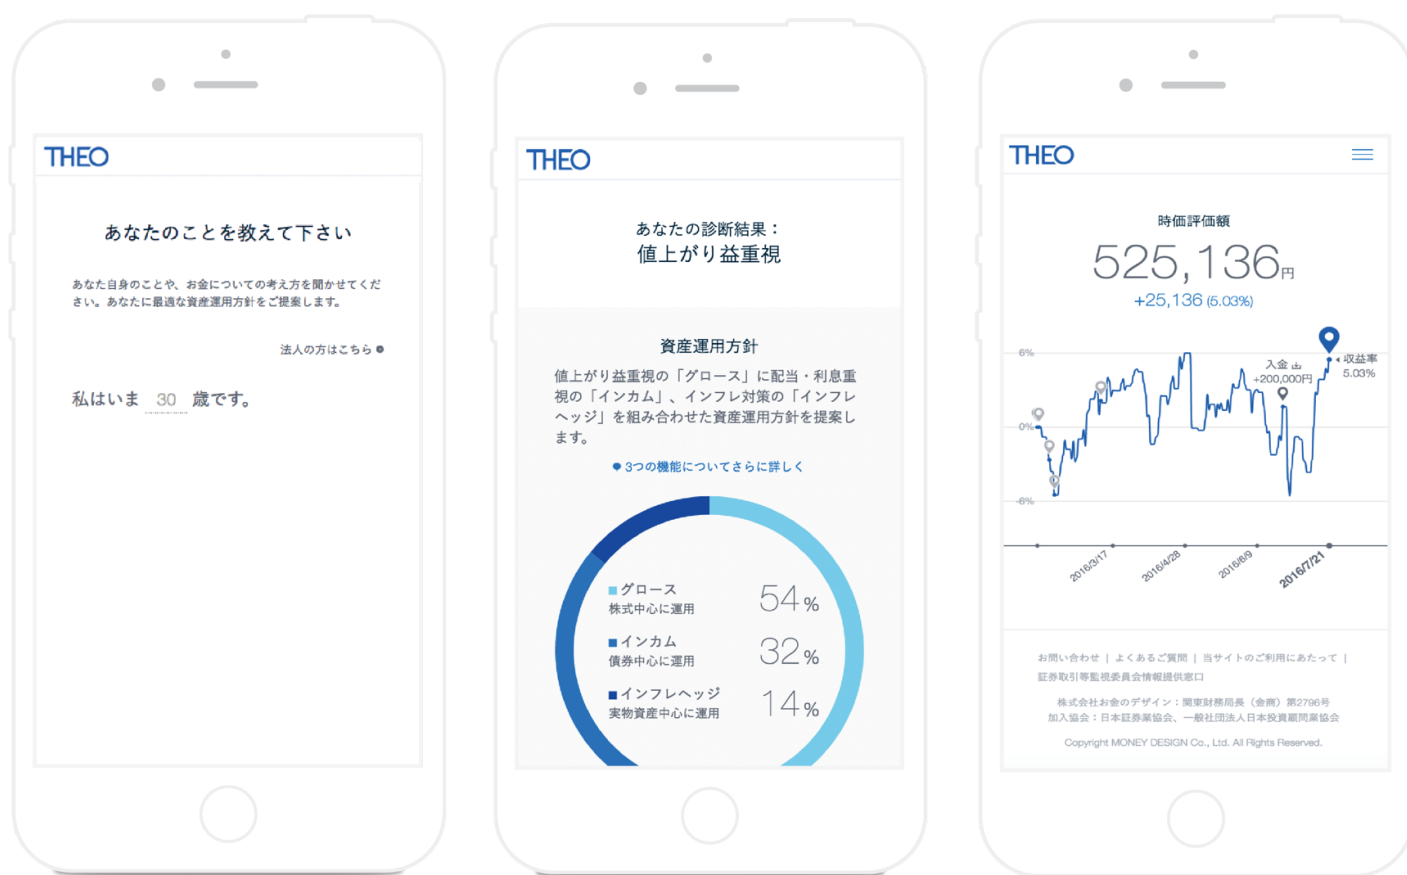 THEO
あなたのことを教えて下さい
あなた自身のことや、お金についての考え方を聞かせてくだ
さい。あなたに最適な資産運用方針をご提案します。
法人の方はこちら
私はいま 30 歳です。
THEO
あなたの診断結果：
値上がり益重視
資産運用方針
値上がり益重視の「グロース」に配当・利息重
視の「インカム」、インフレ対策の「インフレ
ヘッジ」を組み合わせた資産運用方針を提案し
ます。
3つの機能についてさらに詳しく
グロース
株式中心に運用
54%
インカム
債券中心に運用
32%
インフレヘッジ
実物資産中心に運用
14%
THEO
時価評価額
525,136円
+25,136 (5.03%)
6%
0%
-6%
入金
+200,000円
収益率
5.03%
2016/3/17
2016/4/28
2016/6/9
2016/7/21
お問い合わせ | よくあるご質問 | 当サイトのご利用にあたって |
証券取引等監視委員会情報提供窓口
株式会社お金のデザイン：関東財務局長（金商）第2796号
加入協会：日本証券業協会、一般社団法人日本投資顧問業協会
Copyright MONEY DESIGN Co., Ltd. All Rights Reserved.